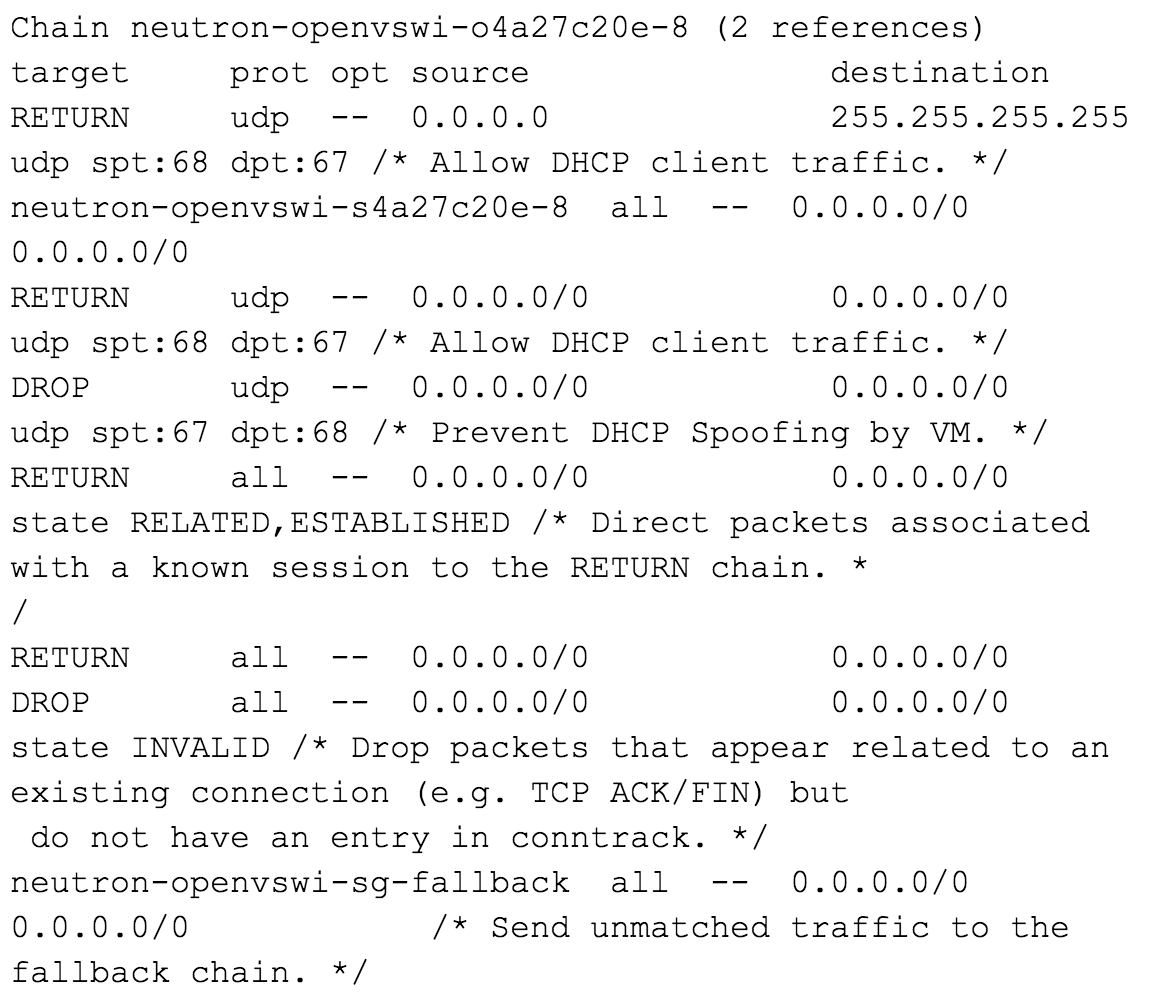 Chain neutron-openvswi-o4a27c20e-8 (2 references)
target     prot opt source               destination
RETURN     udp  --  0.0.0.0              255.255.255.255
udp spt:68 dpt:67 /* Allow DHCP client traffic. */
neutron-openvswi-s4a27c20e-8  all  --  0.0.0.0/0
0.0.0.0/0
RETURN     udp  --  0.0.0.0/0            0.0.0.0/0
udp spt:68 dpt:67 /* Allow DHCP client traffic. */
DROP       udp  --  0.0.0.0/0            0.0.0.0/0
udp spt:67 dpt:68 /* Prevent DHCP Spoofing by VM. */
RETURN     all  --  0.0.0.0/0            0.0.0.0/0
state RELATED,ESTABLISHED /* Direct packets associated
with a known session to the RETURN chain. *
/
RETURN     all  --  0.0.0.0/0            0.0.0.0/0
DROP       all  --  0.0.0.0/0            0.0.0.0/0
state INVALID /* Drop packets that appear related to an
existing connection (e.g. TCP ACK/FIN) but
 do not have an entry in conntrack. */
neutron-openvswi-sg-fallback  all  --  0.0.0.0/0
0.0.0.0/0            /* Send unmatched traffic to the
fallback chain. */